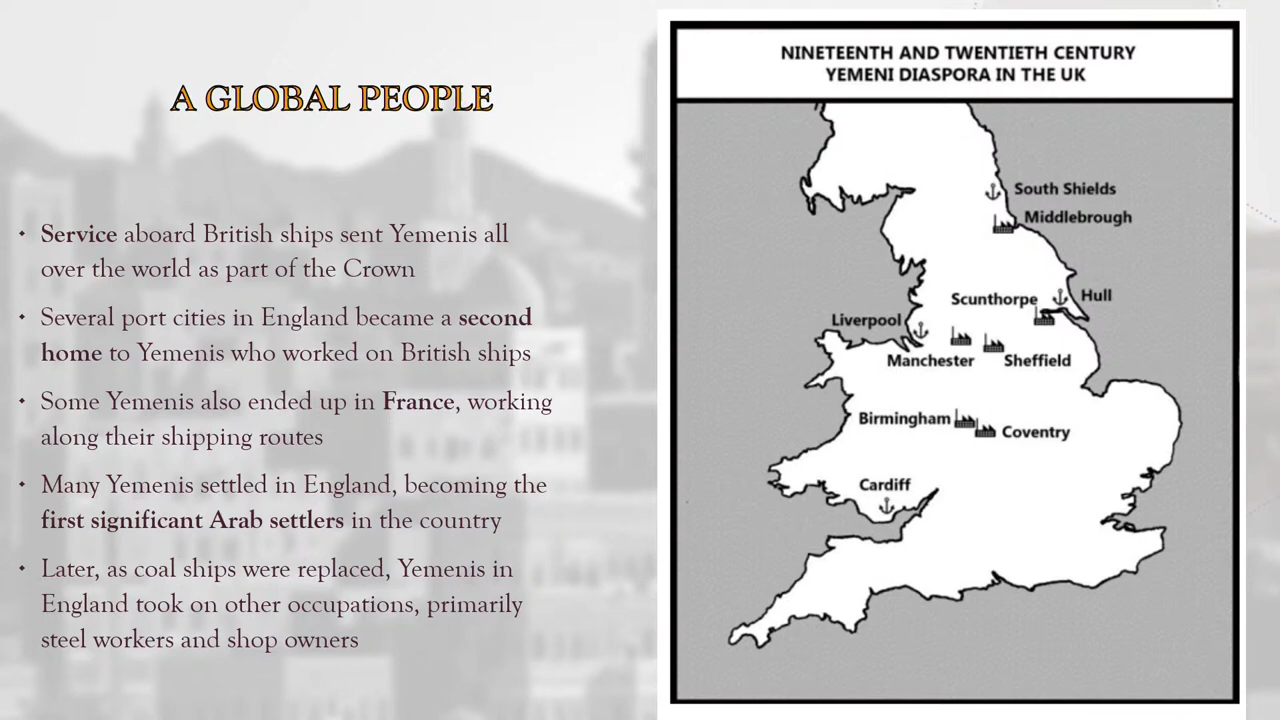 A GLOBAL PEOPLE
• Service aboard British ships sent Yemenis all
over the world as part of the Crown
• Several port cities in England became a second
home to Yemenis who worked on British ships
• Some Yemenis also ended up in France, working
along their shipping routes
• Many Yemenis settled in England, becoming the
first significant Arab settlers in the country
• Later, as coal ships were replaced, Yemenis in
England took on other occupations, primarily
steel workers and shop owners
NINETEENTH AND TWENTIETH CENTURY
YEMENI DIASPORA IN THE UK
South Shields
Middlebrough
Scunthorpe
Hull
Liverpool
Manchester
Sheffield
Birmingham
Coventry
Cardiff